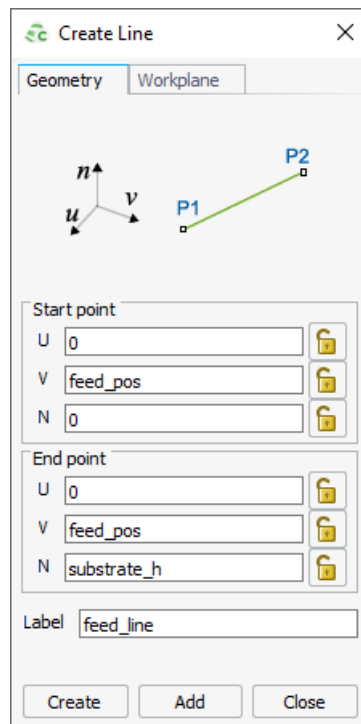 Create Line
Geometry Workplane
n
v
u
P1
P2
Start point
U 0
V feed_pos
N 0
End point
U 0
V feed_pos
N substrate_h
Label feed_line
Create Add Close